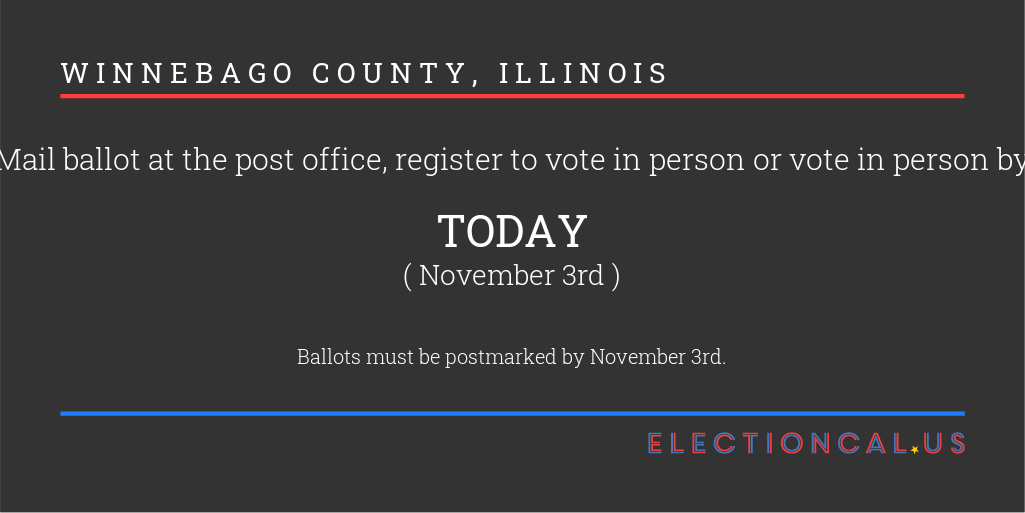 WINNEBAGO COUNTY, ILLINOIS
Mail ballot at the post office, register to vote in person or vote in person by
TODAY
( November 3rd )
Ballots must be postmarked by November 3rd.
ELECTIONCAL.US